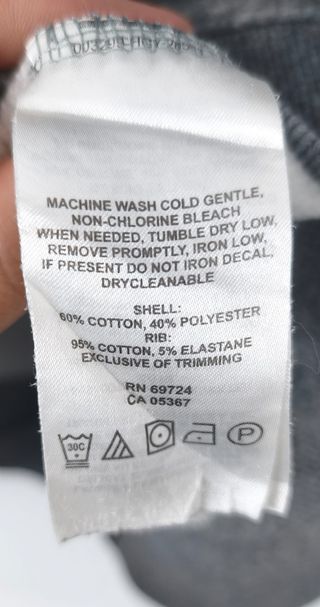 MACHINE WASH COLD GENTLE,
NON-CHLORINE BLEACH
WHEN NEEDED, TUMBLE DRY LOW,
REMOVE PROMPTLY, IRON LOW,
IF PRESENT DO NOT IRON DECAL,
DRYCLEANABLE
SHELL:
60% COTTON, 40% POLYESTER
RIB:
95% COTTON, 5% ELASTANE
EXCLUSIVE OF TRIMMING
RN 69724
CA 05367
30C P